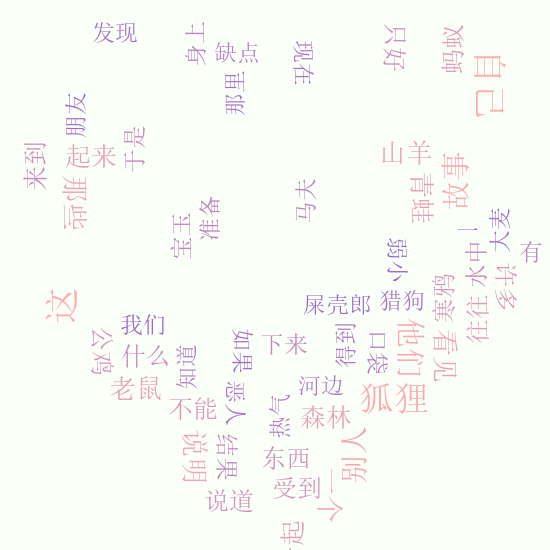 发现
上
身
缺点
现在
只好
蚂蚁
自己
那里
朋友
来到
起来
于是
山羊
故事
青蛙
那些
马夫
准备
宝玉
大麦
一
有
水中
弱小
许多
寒鸦
往往
这
屎壳郎
猎狗
我们
公鸡
什么
知道
如果
下来
得到
口袋
他们
看见
老鼠
恶人
河边
狐狸
不能
热气
森林
说明
结果
东西
别人
受到
一个
说道
一起